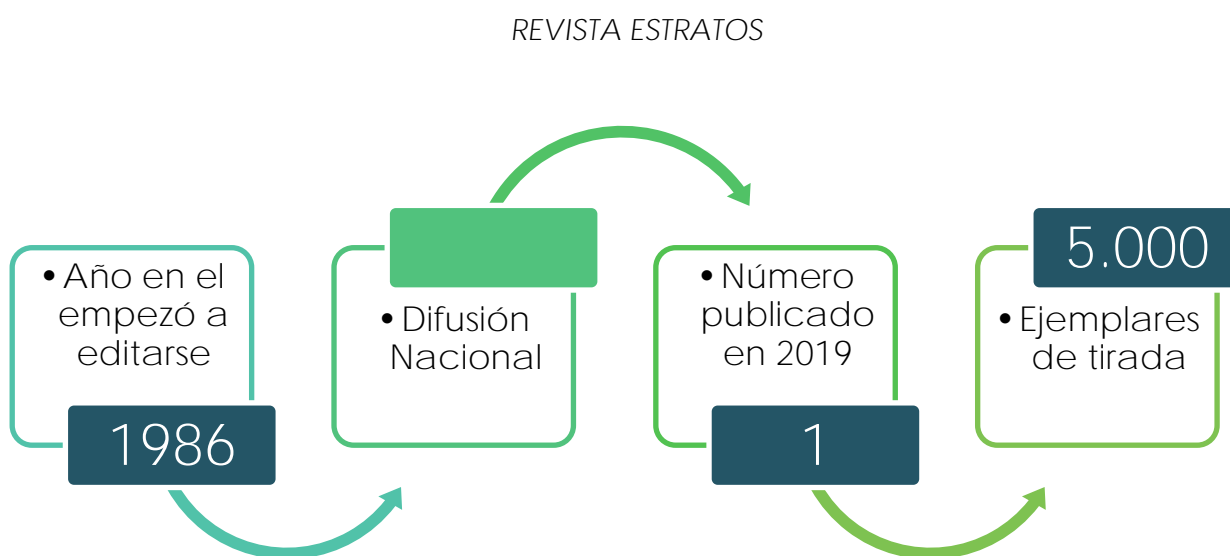 REVISTA ESTRATOS
• Año en el
empezó a
editarse
1986
• Difusión
Nacional
• Número
publicado
en 2019
1
5.000
• Ejemplares
de tirada